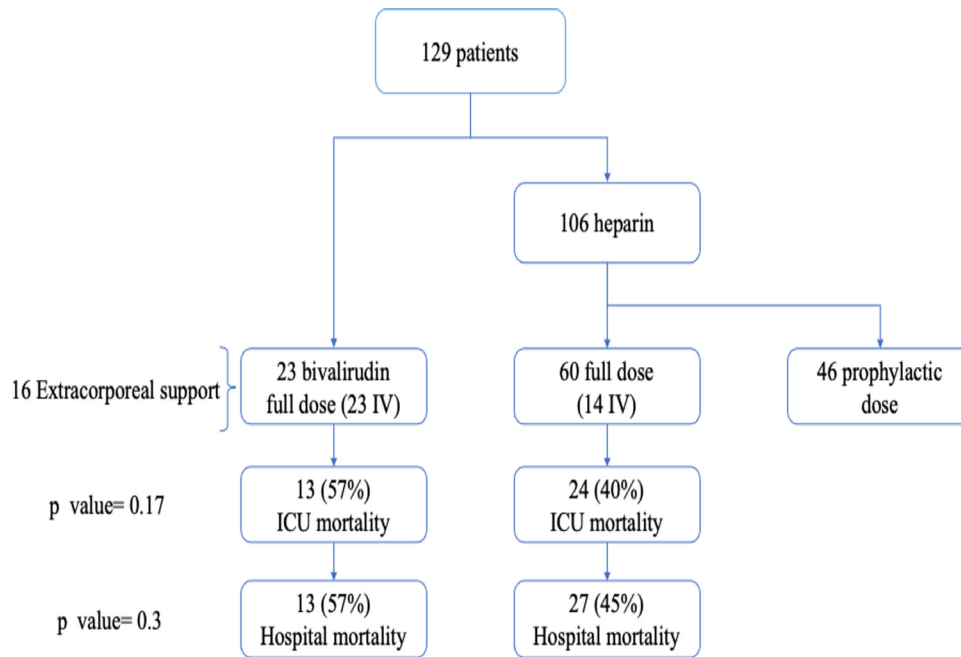 129 patients
106 heparin
16 Extracorporeal support
23 bivalirudin
full dose (23 IV)
60 full dose
(14 IV)
46 prophylactic
dose
p value= 0.17
13 (57%)
ICU mortality
24 (40%)
ICU mortality
p value= 0.3
13 (57%)
Hospital mortality
27 (45%)
Hospital mortality